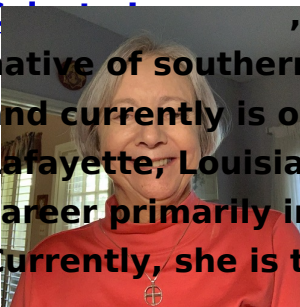 ,
native of southern
and currently is o
Lafayette, Louisia
career primarily in
Currently, she is t